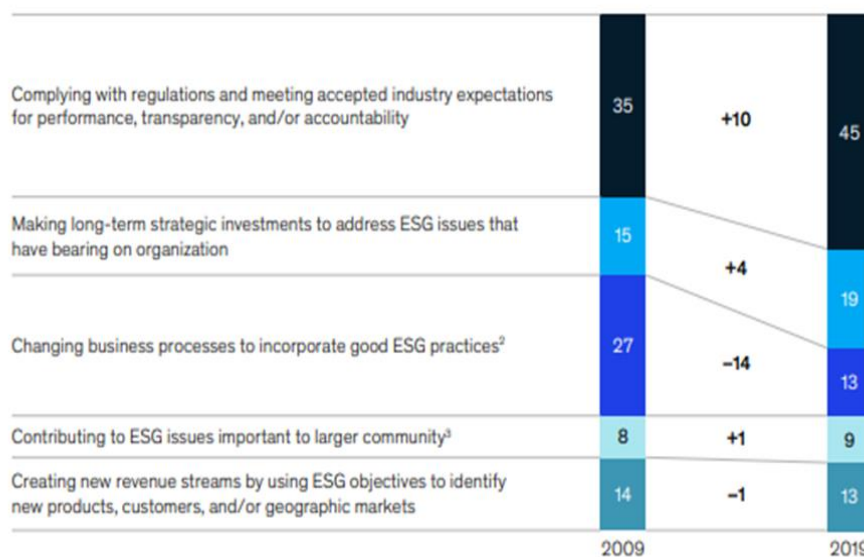 Complying with regulations and meeting accepted industry expectations
for performance, transparency, and/or accountability
35
+10
45
Making long-term strategic investments to address ESG issues that
have bearing on organization
15
+4
19
Changing business processes to incorporate good ESG practices²
27
–14
13
Contributing to ESG issues important to larger community³
8
+1
9
Creating new revenue streams by using ESG objectives to identify
new products, customers, and/or geographic markets
14
–1
13
2009
2019